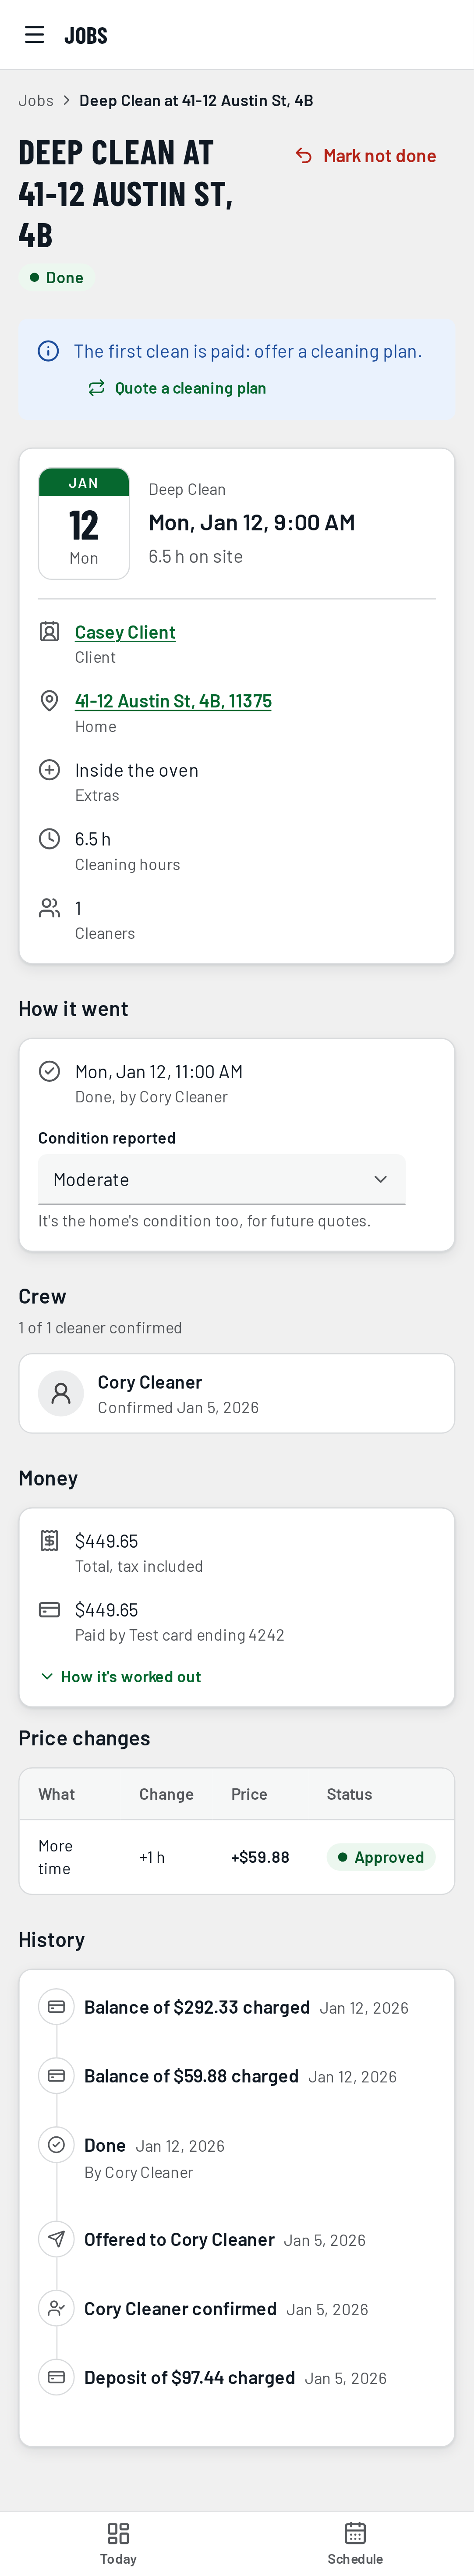 JOBS
Jobs > Deep Clean at 41-12 Austin St, 4B
DEEP CLEAN AT
41-12 AUSTIN ST,
4B
Mark not done
Done
The first clean is paid: offer a cleaning plan.
Quote a cleaning plan
JAN
12
Mon
Deep Clean
Mon, Jan 12, 9:00 AM
6.5 h on site
Casey Client
Client
41-12 Austin St, 4B, 11375
Home
Inside the oven
Extras
6.5 h
Cleaning hours
1
Cleaners
How it went
Mon, Jan 12, 11:00 AM
Done, by Cory Cleaner
Condition reported
Moderate
It's the home's condition too, for future quotes.
Crew
1 of 1 cleaner confirmed
Cory Cleaner
Confirmed Jan 5, 2026
Money
$449.65
Total, tax included
$449.65
Paid by Test card ending 4242
How it's worked out
Price changes
What Change Price Status
More
time
+1 h +$59.88 Approved
History
Balance of $292.33 charged Jan 12, 2026
Balance of $59.88 charged Jan 12, 2026
Done Jan 12, 2026
By Cory Cleaner
Offered to Cory Cleaner Jan 5, 2026
Cory Cleaner confirmed Jan 5, 2026
Deposit of $97.44 charged Jan 5, 2026
Today Schedule